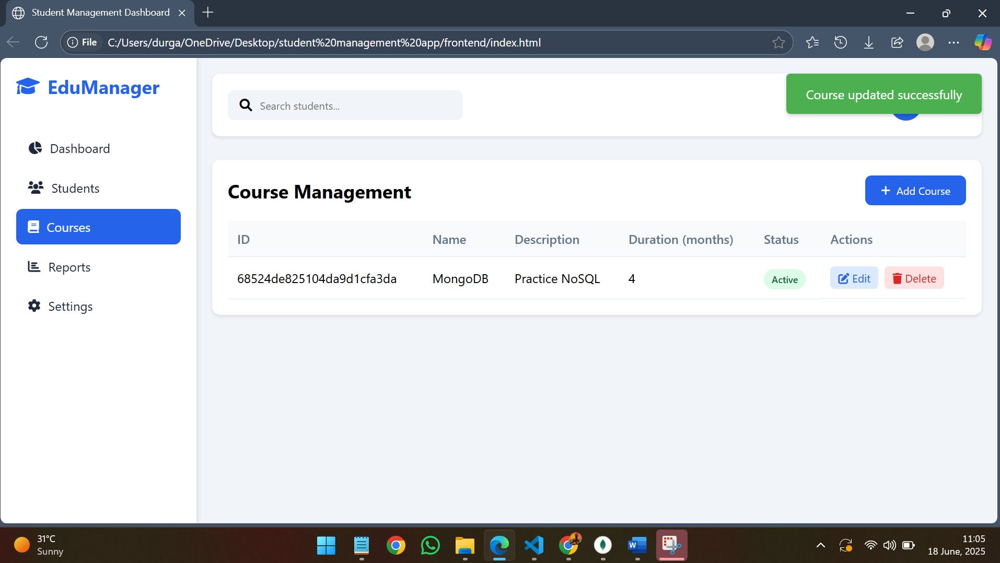 Student Management Dashboard
File C:/Users/durga/OneDrive/Desktop/student%20management%20app/frontend/index.html
EduManager
Search students...
Course updated successfully
Dashboard
Students
Courses
Reports
Settings
Course Management
Add Course
ID Name Description Duration (months) Status Actions
68524de825104da9d1cfa3da MongoDB Practice NoSQL 4 Active Edit Delete
31°C
Sunny
W
11:05
18 June, 2025